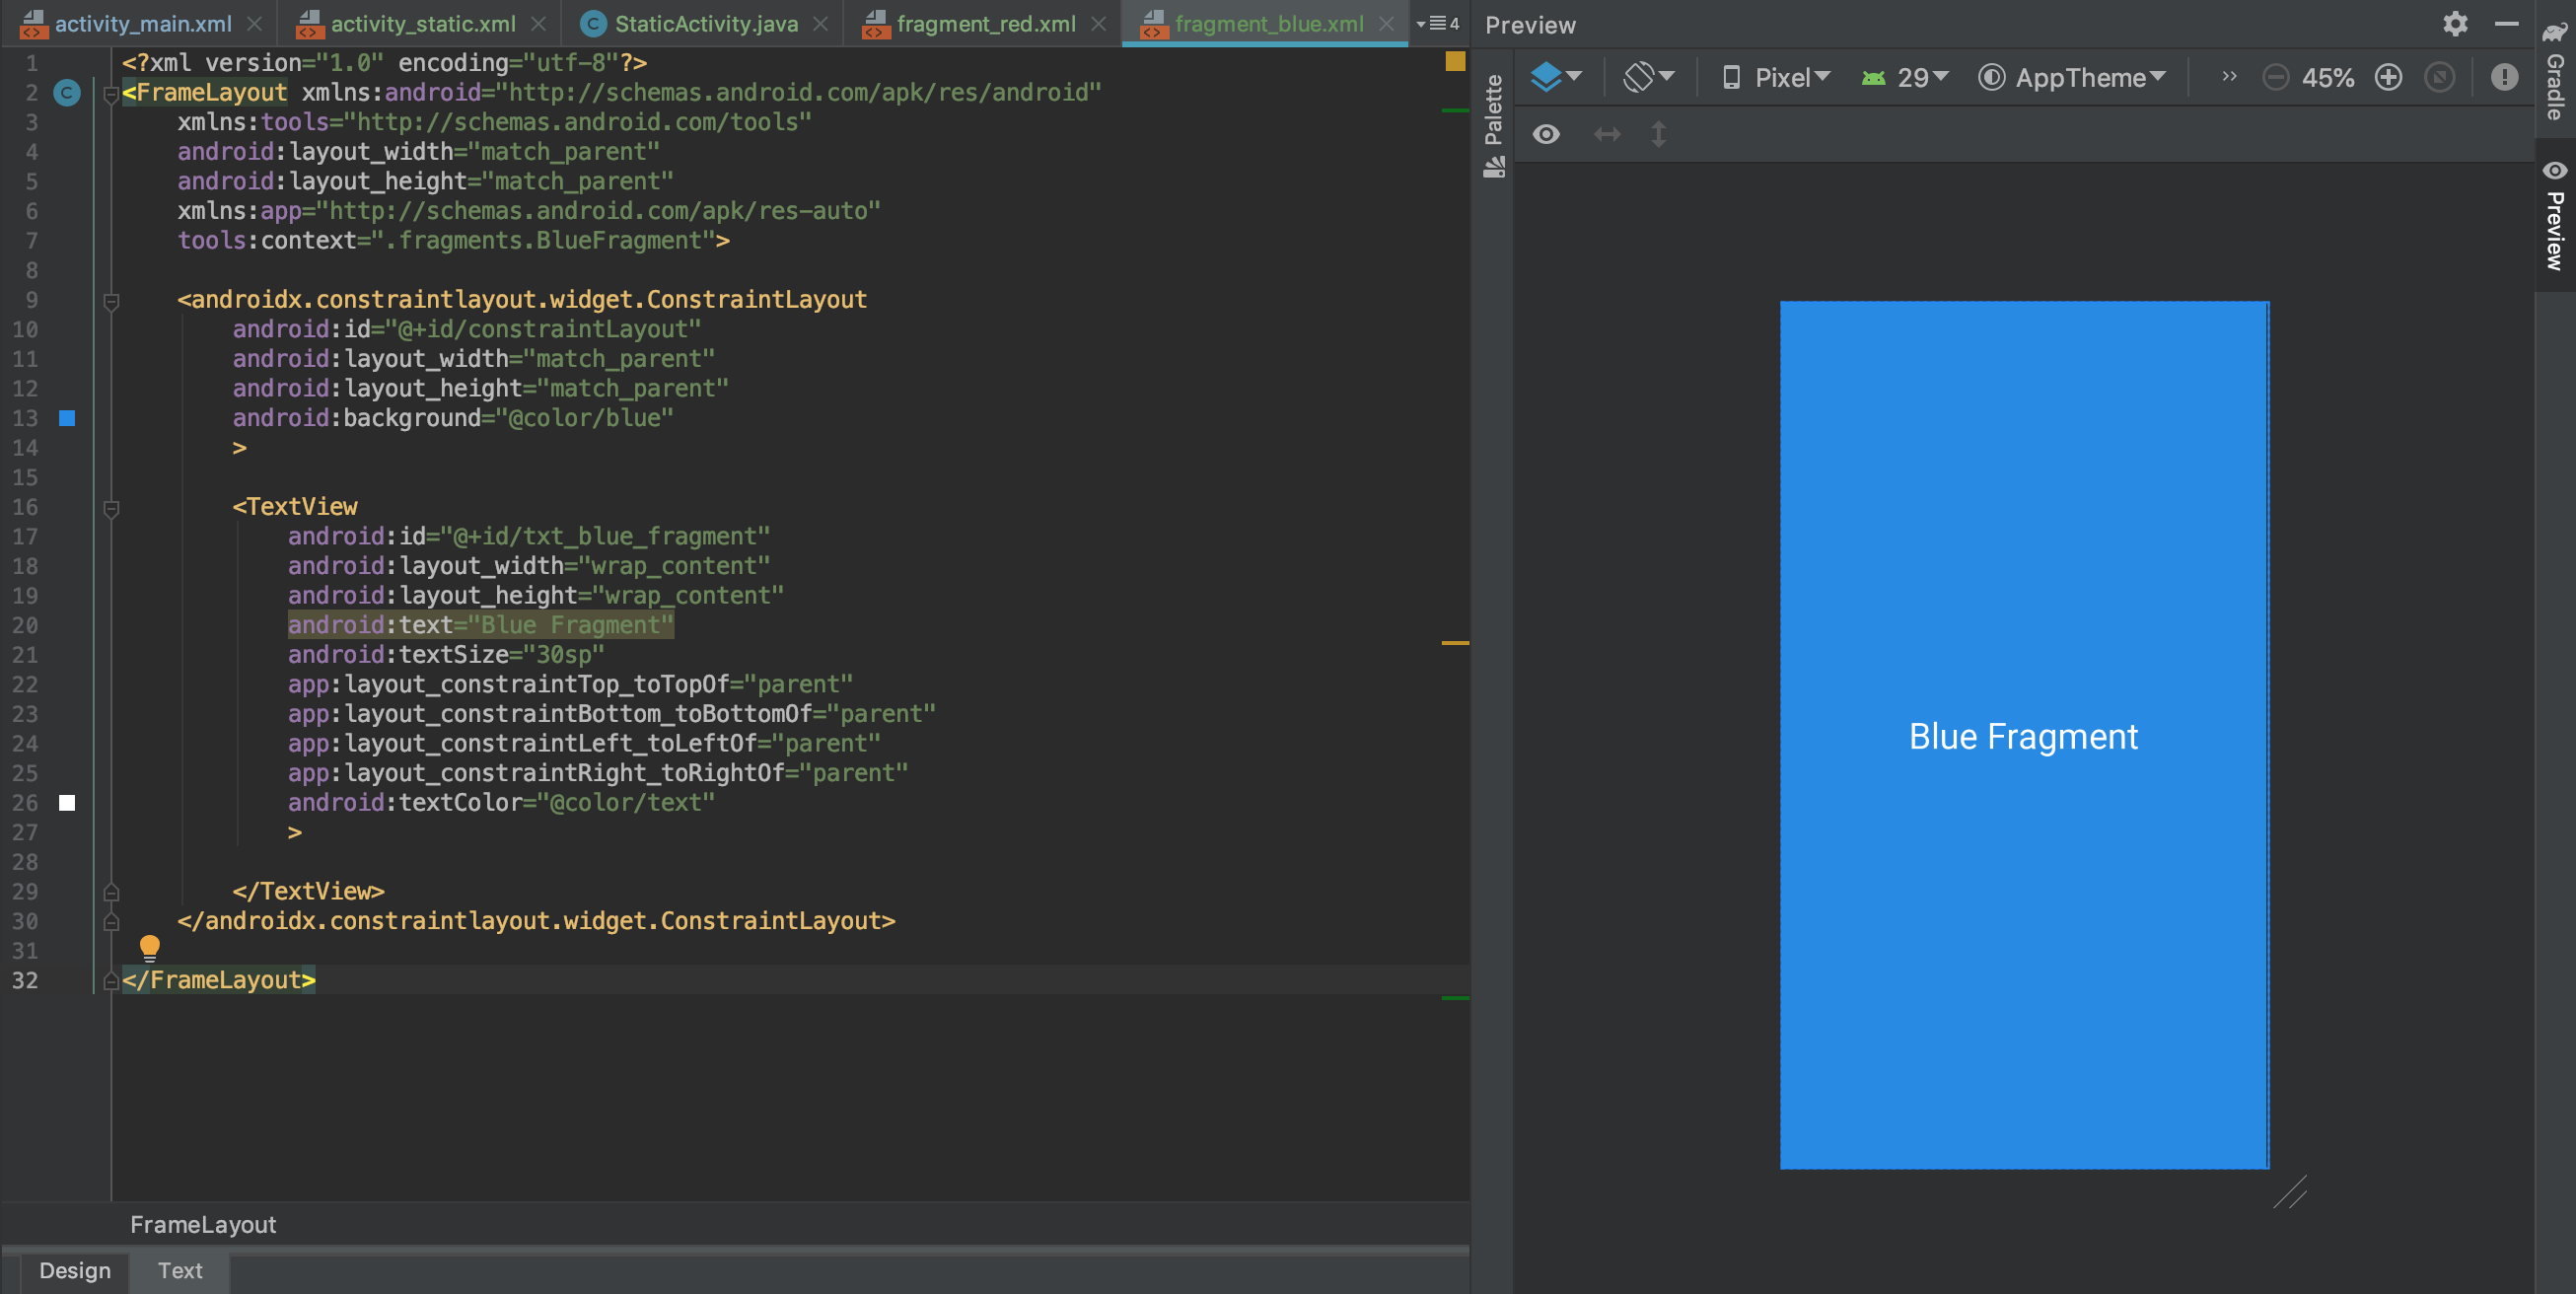 activity_main.xml activity_static.xml StaticActivity.java fragment_red.xml fragment_blue.xml 4 Preview
1 <?xml version="1.0" encoding="utf-8"?>
2 <FrameLayout xmlns:android="http://schemas.android.com/apk/res/android"
3 xmlns:tools="http://schemas.android.com/tools"
4 android:layout_width="match_parent"
5 android:layout_height="match_parent"
6 xmlns:app="http://schemas.android.com/apk/res-auto"
7 tools:context=".fragments.BlueFragment">
8
9 <androidx.constraintlayout.widget.ConstraintLayout
10 android:id="@+id/constraintLayout"
11 android:layout_width="match_parent"
12 android:layout_height="match_parent"
13 android:background="@color/blue"
14 >
15
16 <TextView
17 android:id="@+id/txt_blue_fragment"
18 android:layout_width="wrap_content"
19 android:layout_height="wrap_content"
20 android:text="Blue Fragment"
21 android:textSize="30sp"
22 app:layout_constraintTop_toTopOf="parent"
23 app:layout_constraintBottom_toBottomOf="parent"
24 app:layout_constraintLeft_toLeftOf="parent"
25 app:layout_constraintRight_toRightOf="parent"
26 android:textColor="@color/text"
27 >
28
29 </TextView>
30 </androidx.constraintlayout.widget.ConstraintLayout>
31
32 </FrameLayout>
FrameLayout
Design Text
Palette
Pixel 29 AppTheme » 45%
Blue Fragment
Gradle
Preview